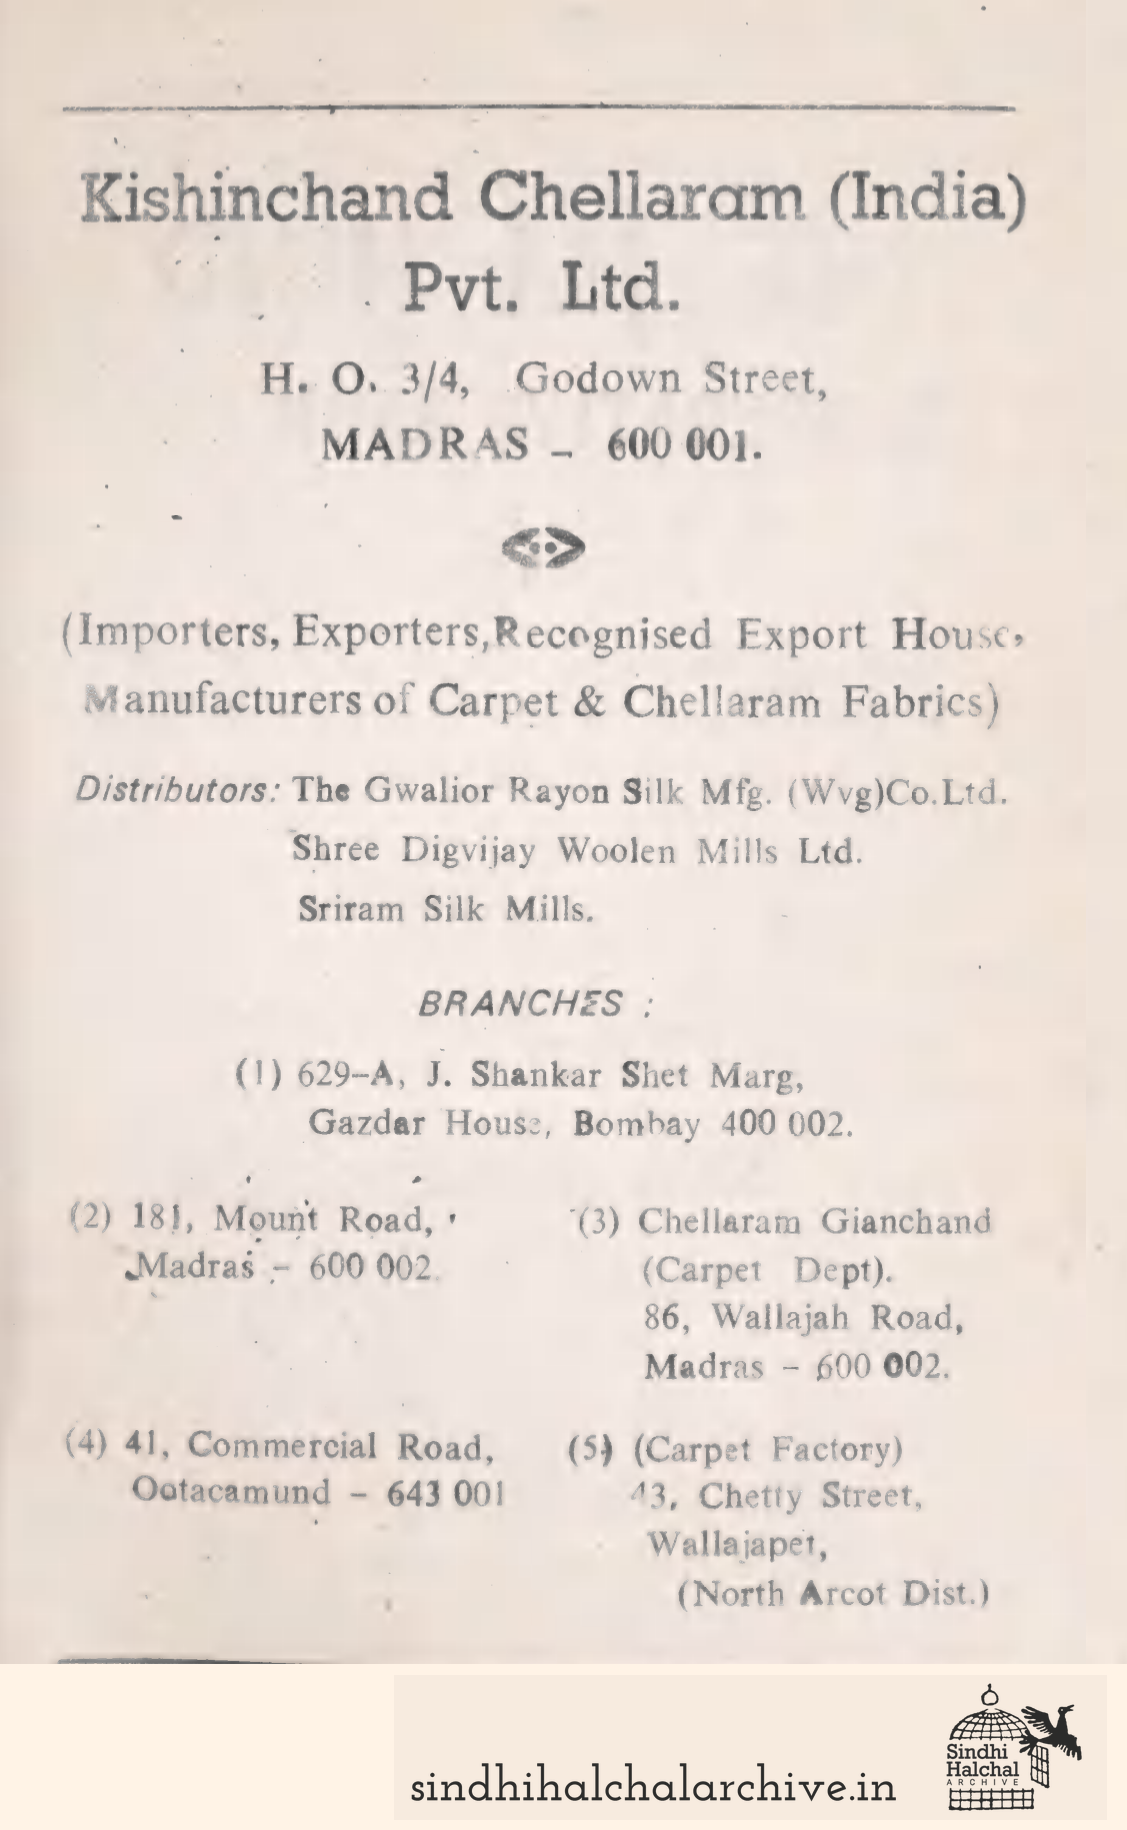 Kishinchand Chellaram (India)
Pvt. Ltd.
H. O. 3/4, Godown Street,
MADRAS - 600 001.
(Importers, Exporters, Recognised Export House,
Manufacturers of Carpet & Chellaram Fabrics)
Distributors: The Gwalior Rayon Silk Mfg. (Wvg)Co.Ltd.
Shree Digvijay Woolen Mills Ltd.
Sriram Silk Mills.
BRANCHES :
(1) 629-A, J. Shankar Shet Marg,
Gazdar House, Bombay 400 002.
(2) 181, Mount Road,
Madras - 600 002.
(3) Chellaram Gianchand
(Carpet Dept).
86, Wallajah Road,
Madras - 600 002.
(4) 41, Commercial Road,
Ootacamund - 643 001
(5) (Carpet Factory)
43, Chetty Street,
Wallajapet,
(North Arcot Dist.)
sindhihalchalarchive.in
Sindhi
Halchal
ARCHIVE